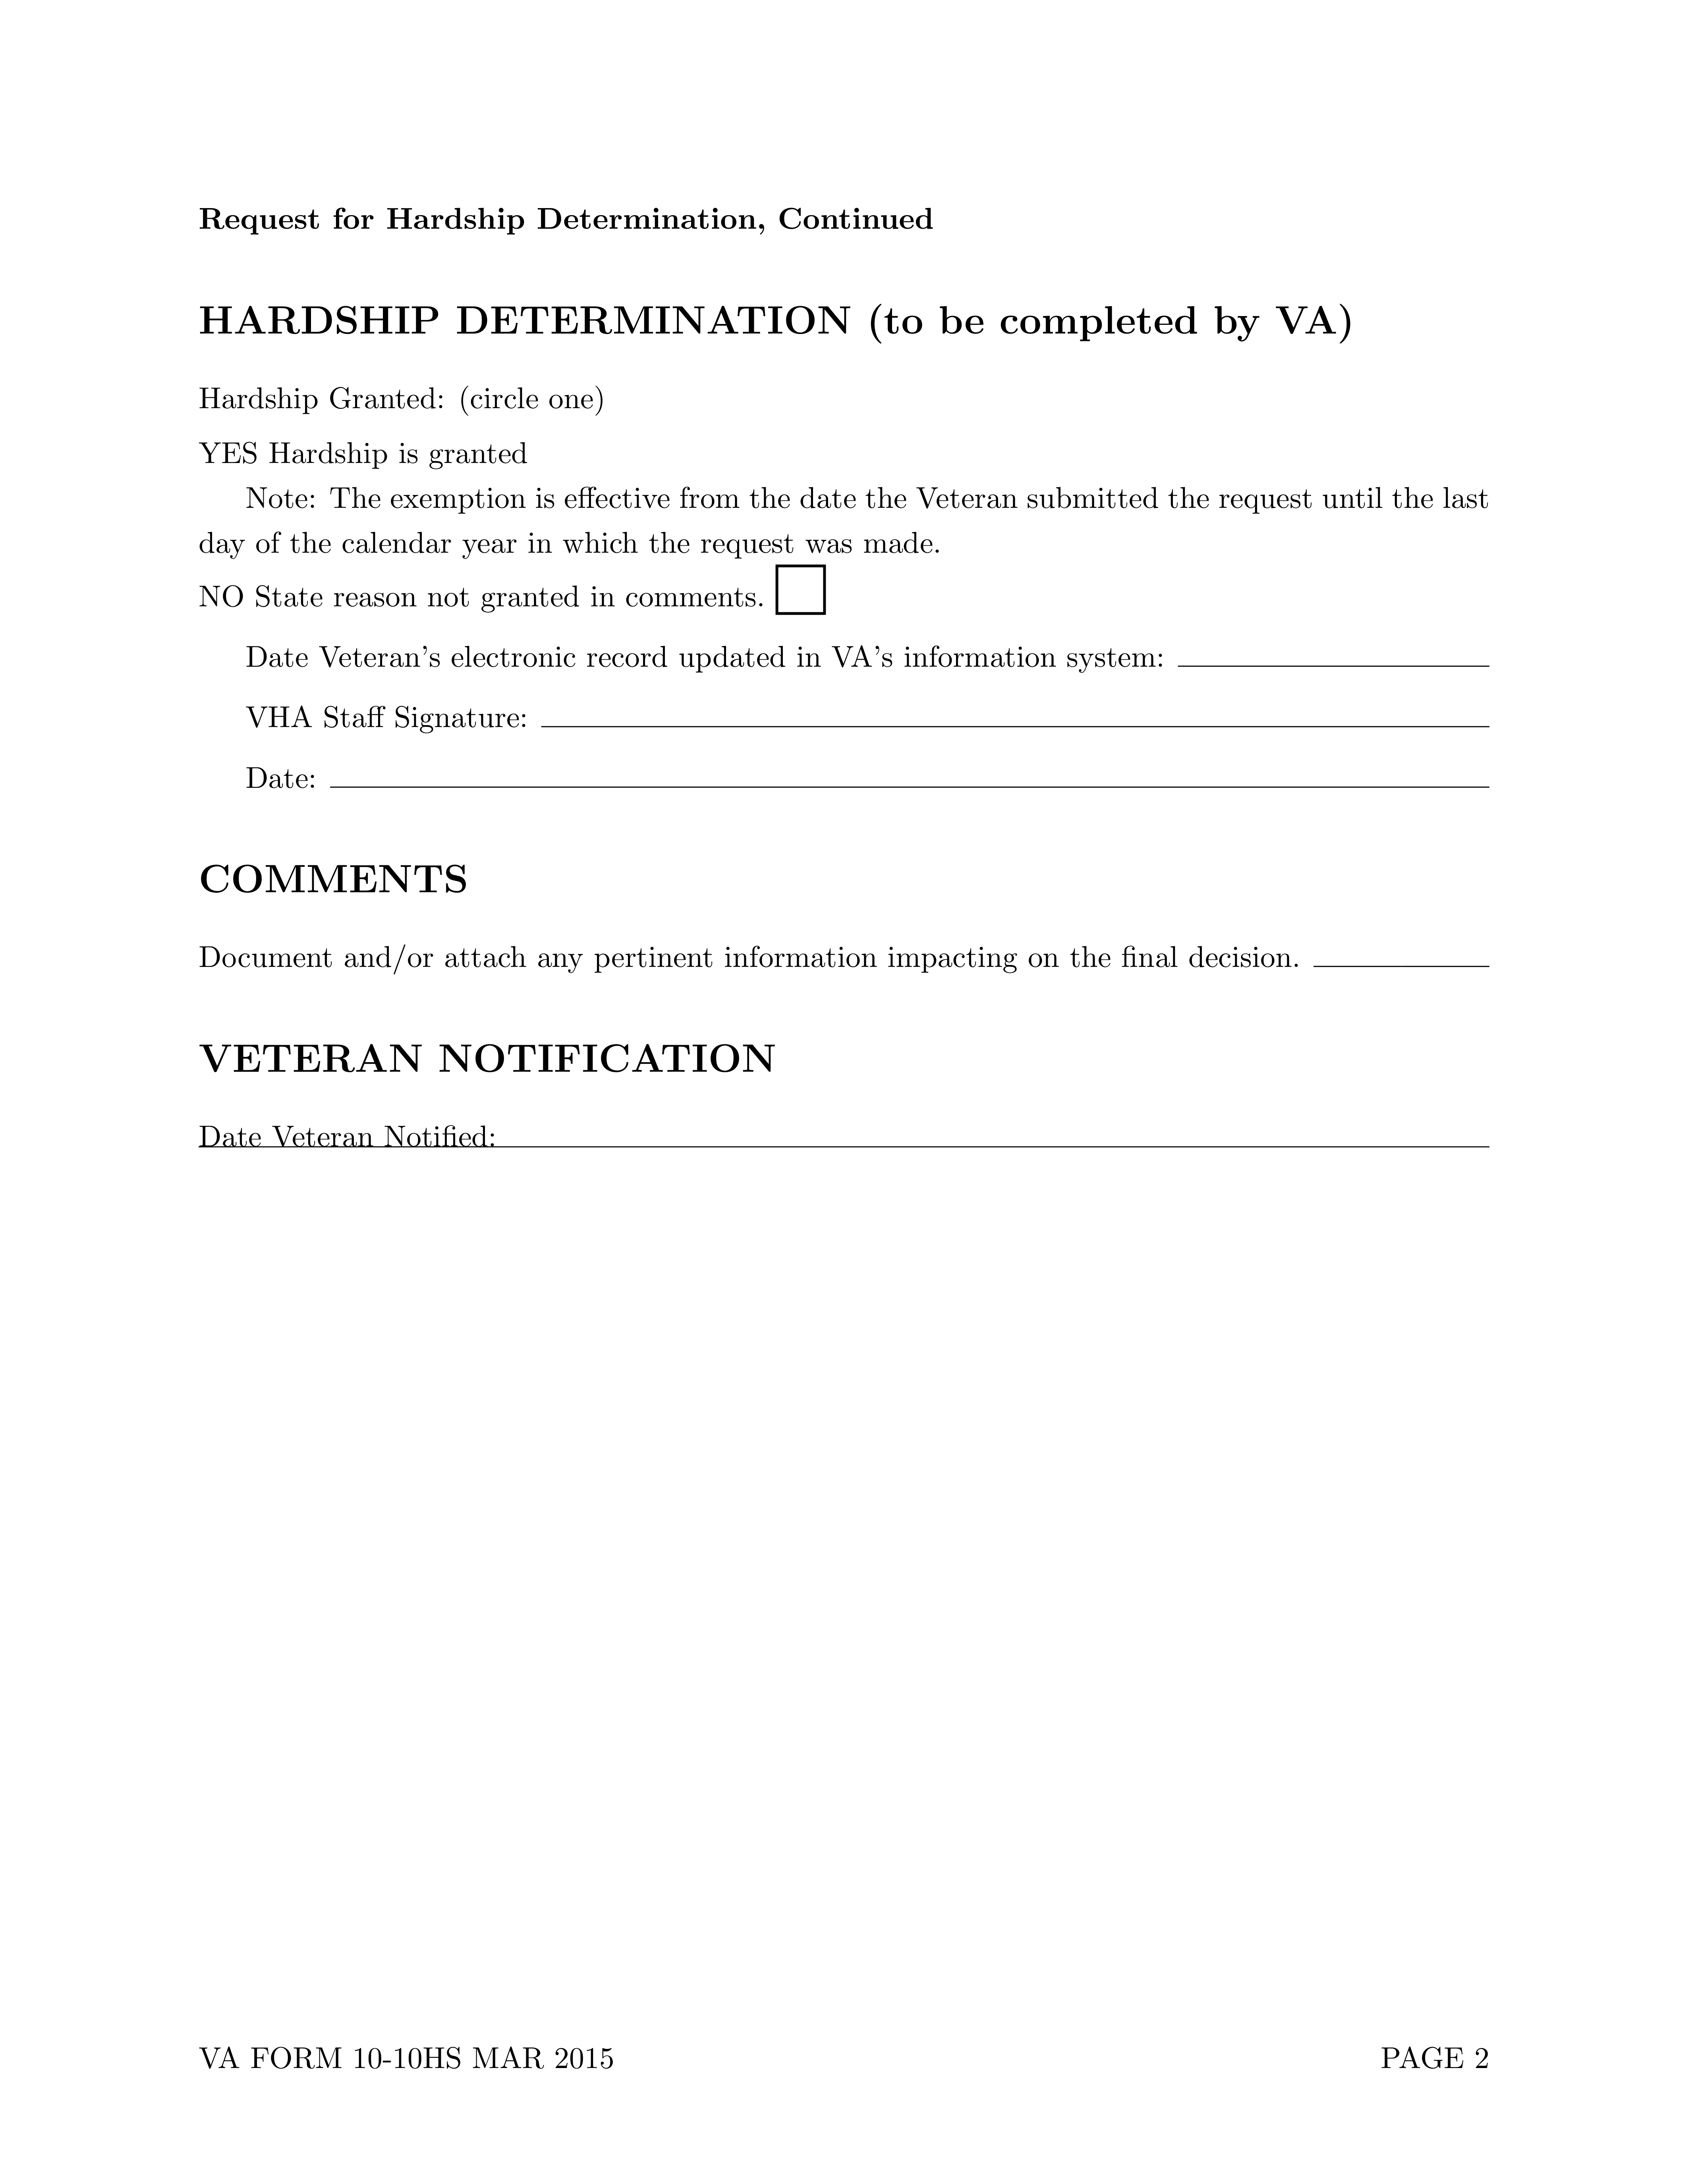 Request for Hardship Determination, Continued
HARDSHIP DETERMINATION (to be completed by VA)
Hardship Granted: (circle one)
YES Hardship is granted
Note: The exemption is effective from the date the Veteran submitted the request until the last
day of the calendar year in which the request was made.
NO State reason not granted in comments.
Date Veteran's electronic record updated in VA's information system:
VHA Staff Signature:
Date:
COMMENTS
Document and/or attach any pertinent information impacting on the final decision.
VETERAN NOTIFICATION
Date Veteran Notified:
VA FORM 10-10HS MAR 2015 PAGE 2